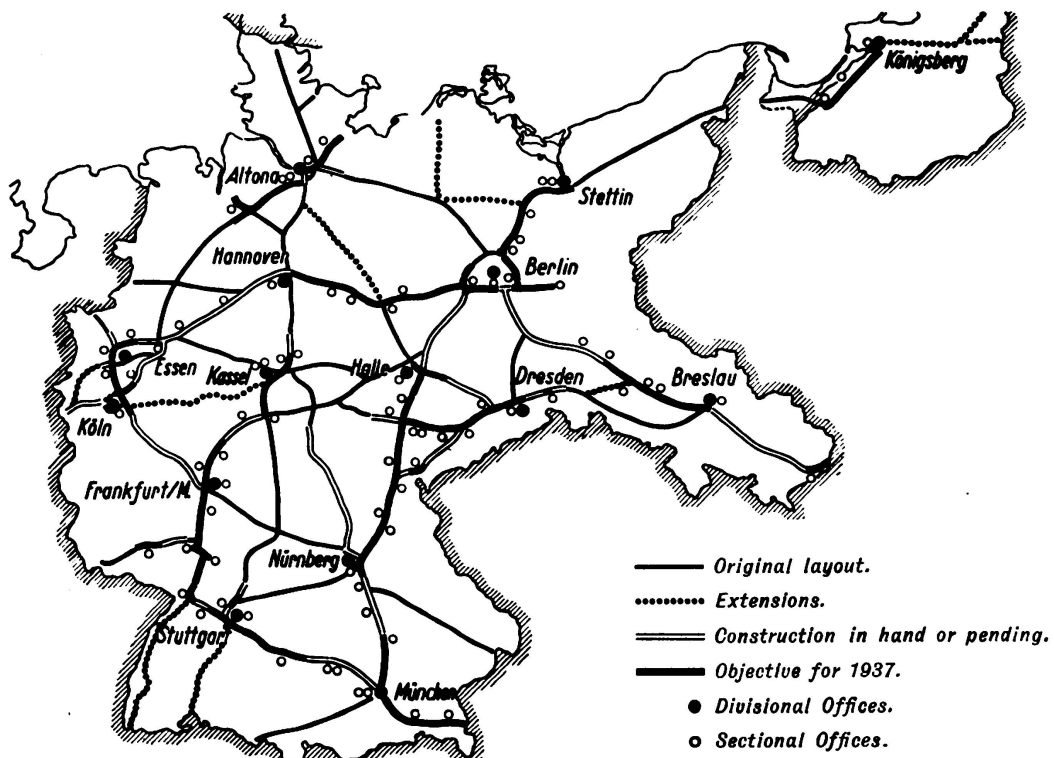 Königsberg
Altona
Stettin
Hannover
Berlin
Essen
Kassel
Halle
Dresden
Breslau
Köln
Frankfurt/M.
Nürnberg
Stuttgart
München
Original layout.
Extensions.
Construction in hand or pending.
Objective for 1937.
Divisional Offices.
Sectional Offices.